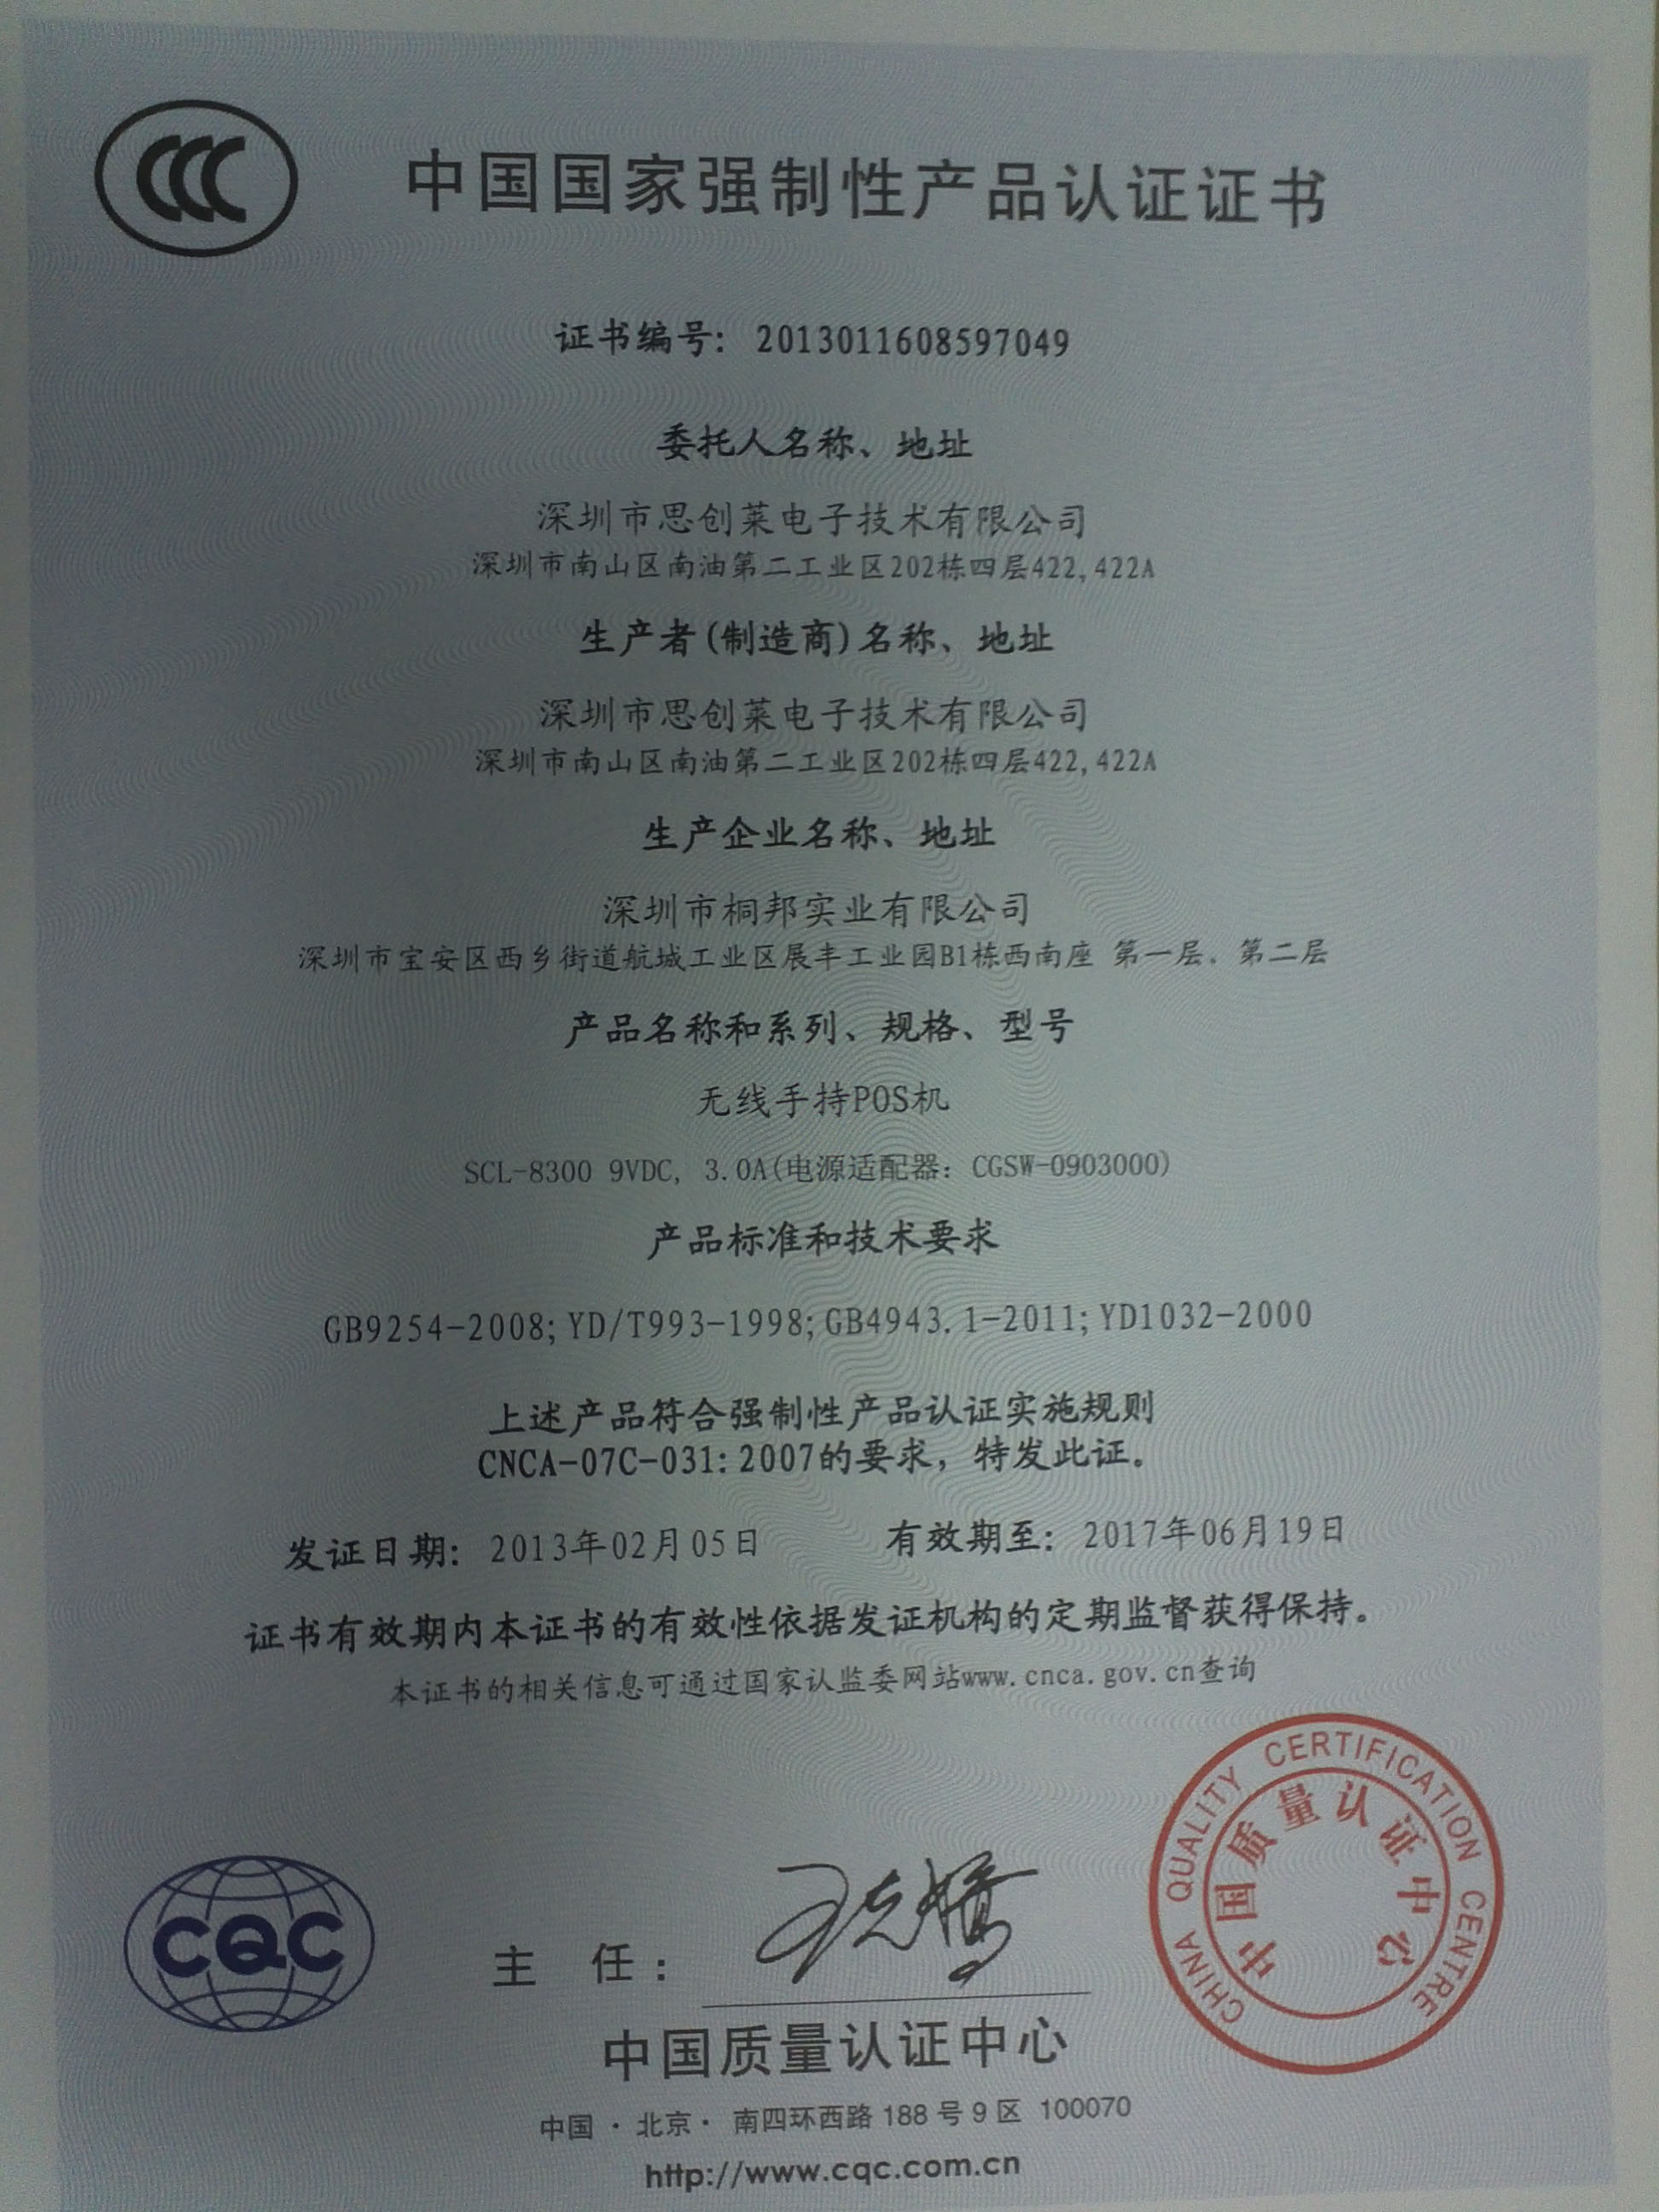 CCC
中国国家强制性产品认证证书
证书编号: 2013011608597049
委托人名称、地址
深圳市思创莱电子技术有限公司
深圳市南山区南油第二工业区202栋四层422,422A
生产者(制造商)名称、地址
深圳市思创莱电子技术有限公司
深圳市南山区南油第二工业区202栋四层422,422A
生产企业名称、地址
深圳市桐邦实业有限公司
深圳市宝安区西乡街道航城工业区展丰工业园B1栋西南座 第一层、第二层
产品名称和系列、规格、型号
无线手持POS机
SCL-8300 9VDC, 3.0A(电源适配器: CGSW-0903000)
产品标准和技术要求
GB9254-2008;YD/T993-1998;GB4943.1-2011;YD1032-2000
上述产品符合强制性产品认证实施规则
CNCA-07C-031:2007的要求，特发此证。
发证日期: 2013年02月05日 有效期至: 2017年06月19日
证书有效期内本证书的有效性依据发证机构的定期监督获得保持。
本证书的相关信息可通过国家认监委网站www.cnca.gov.cn查询
CHINA QUALITY CERTIFICATION CENTRE
中国质量认证中心
CQC
主 任:
中国质量认证中心
中国·北京·南四环西路188号9区 100070
http://www.cqc.com.cn